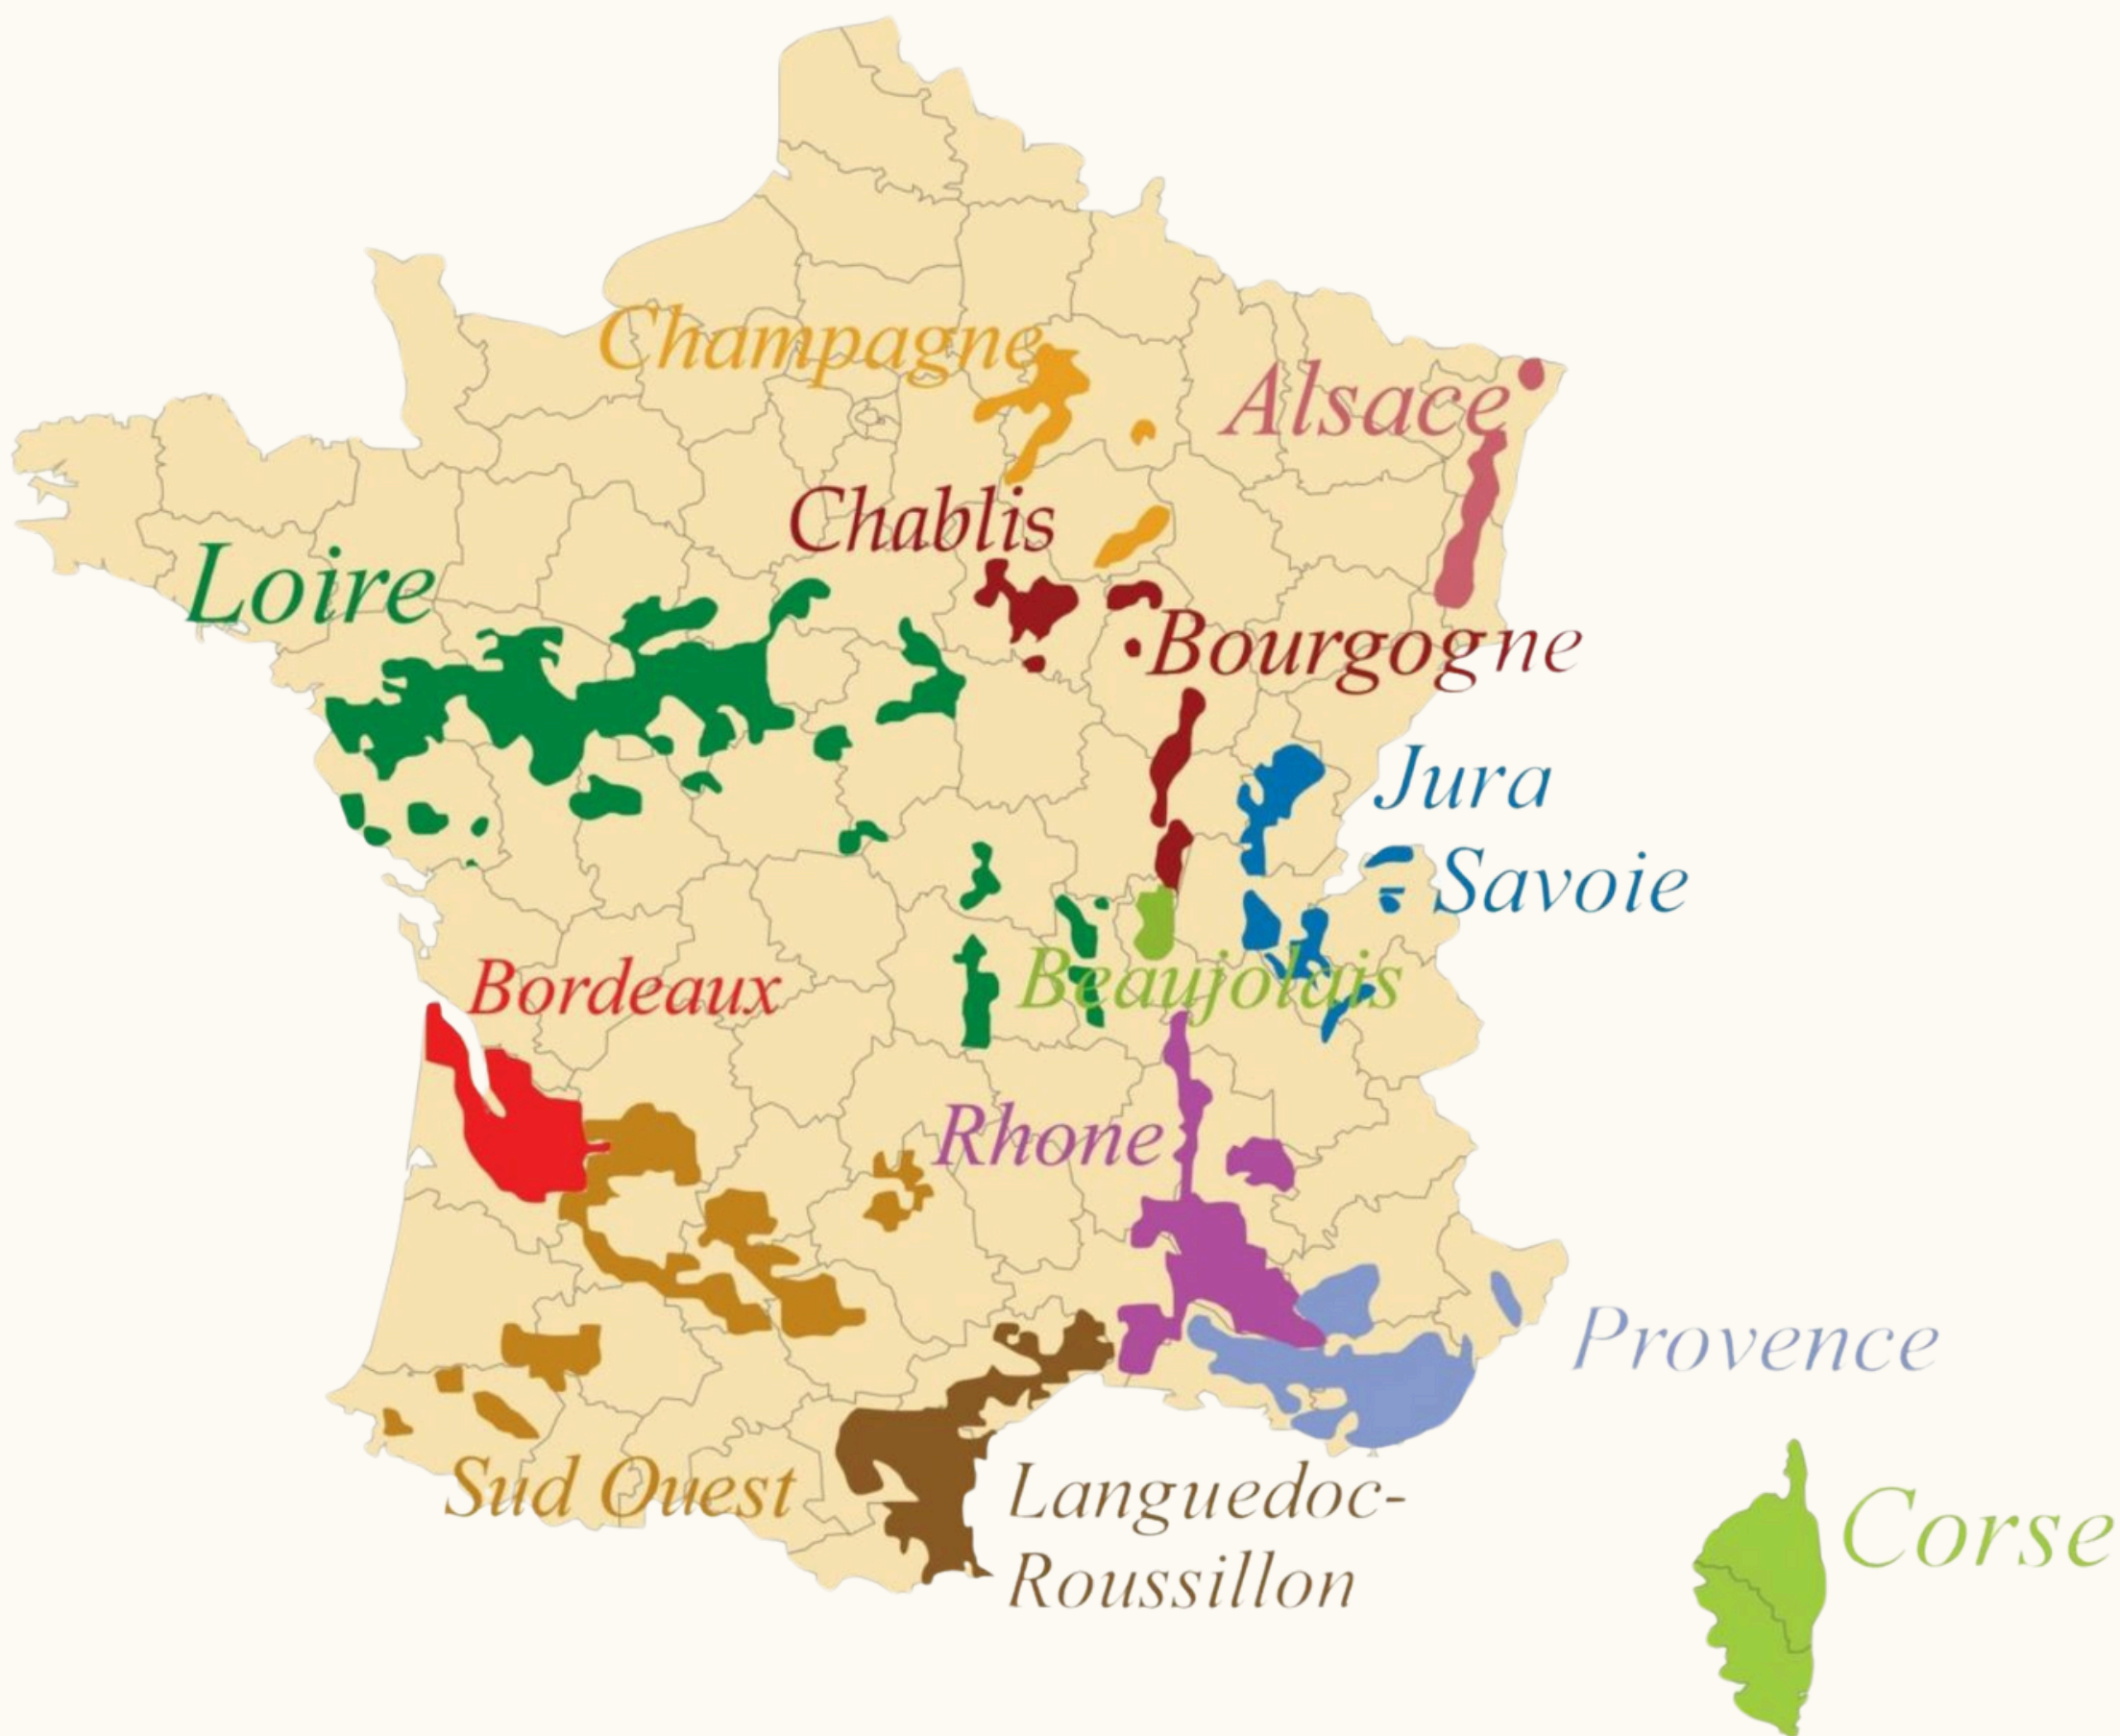 Champagne
Alsace
Chablis
Loire
Bourgogne
Jura
Savoie
Bordeaux
Beaujolais
Rhone
Provence
Sud Ouest
Languedoc-
Roussillon
Corse